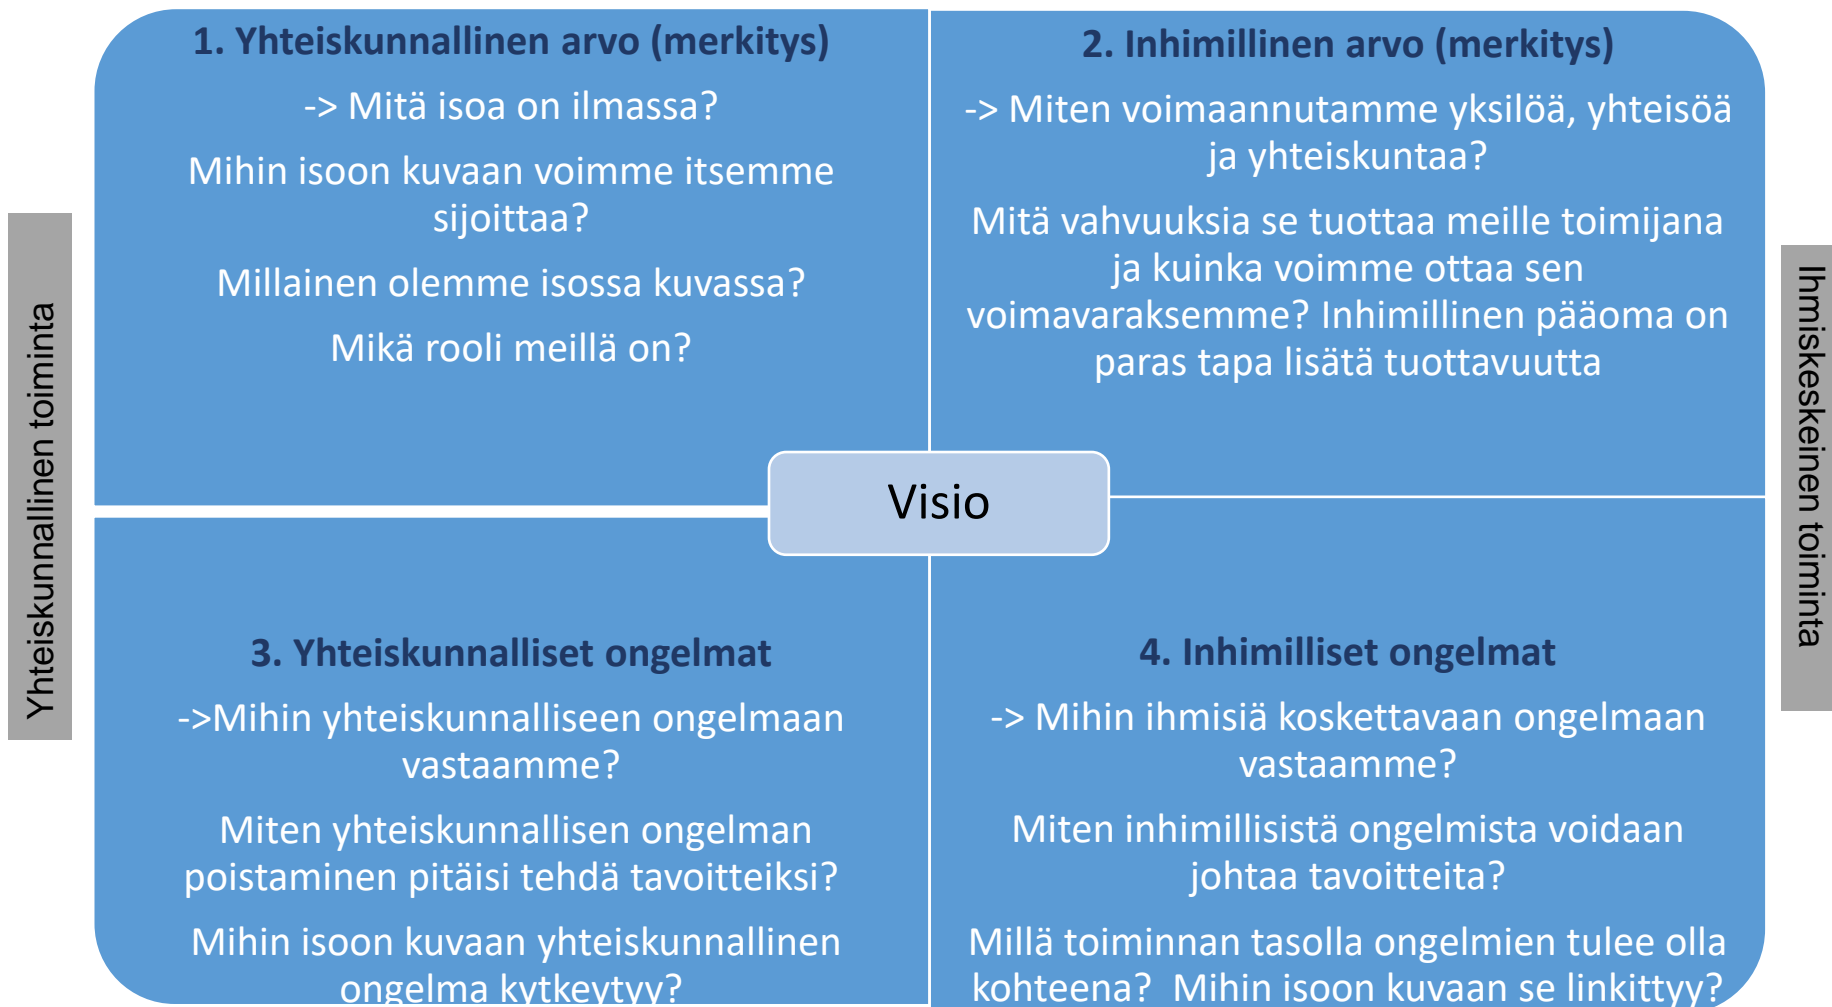 Yhteiskunnallinen toiminta
1. Yhteiskunnallinen arvo (merkitys)
-> Mitä isoa on ilmassa?
Mihin isoon kuvaan voimme itsemme
sijoittaa?
Millainen olemme isossa kuvassa?
Mikä rooli meillä on?
2. Inhimillinen arvo (merkitys)
-> Miten voimaannutamme yksilöä, yhteisöä
ja yhteiskuntaa?
Mitä vahvuuksia se tuottaa meille toimijana
ja kuinka voimme ottaa sen
voimavaraksemme? Inhimillinen pääoma on
paras tapa lisätä tuottavuutta
Visio
3. Yhteiskunnalliset ongelmat
->Mihin yhteiskunnalliseen ongelmaan
vastaamme?
Miten yhteiskunnallisen ongelman
poistaminen pitäisi tehdä tavoitteiksi?
Mihin isoon kuvaan yhteiskunnallinen
ongelma kytkeytyy?
4. Inhimilliset ongelmat
-> Mihin ihmisiä koskettavaan ongelmaan
vastaamme?
Miten inhimillisistä ongelmista voidaan
johtaa tavoitteita?
Millä toiminnan tasolla ongelmien tulee olla
kohteena? Mihin isoon kuvaan se linkittyy?
Ihmiskeskeinen toiminta